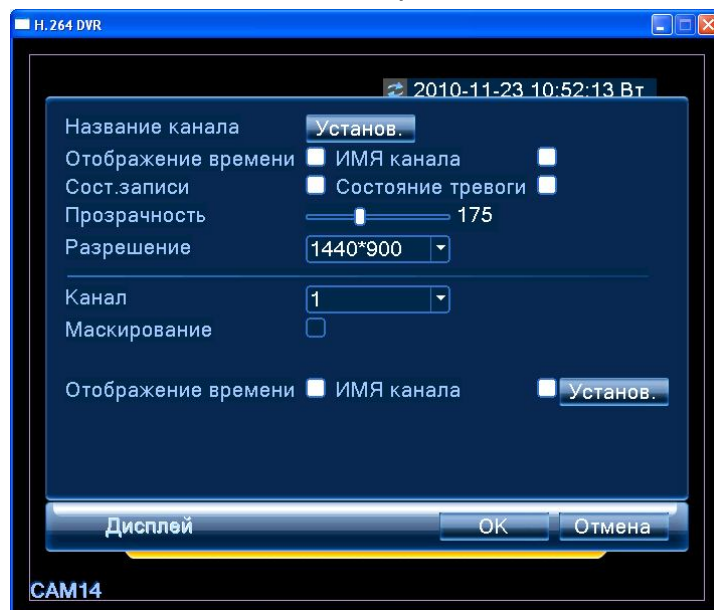 H.264 DVR
2010-11-23 10:52:13 Вт
Название канала Установ.
Отображение времени ИМЯ канала
Сост.записи Состояние тревоги
Прозрачность 175
Разрешение 1440*900
Канал 1
Маскирование
Отображение времени ИМЯ канала Установ.
Дисплей OK Отмена
CAM14